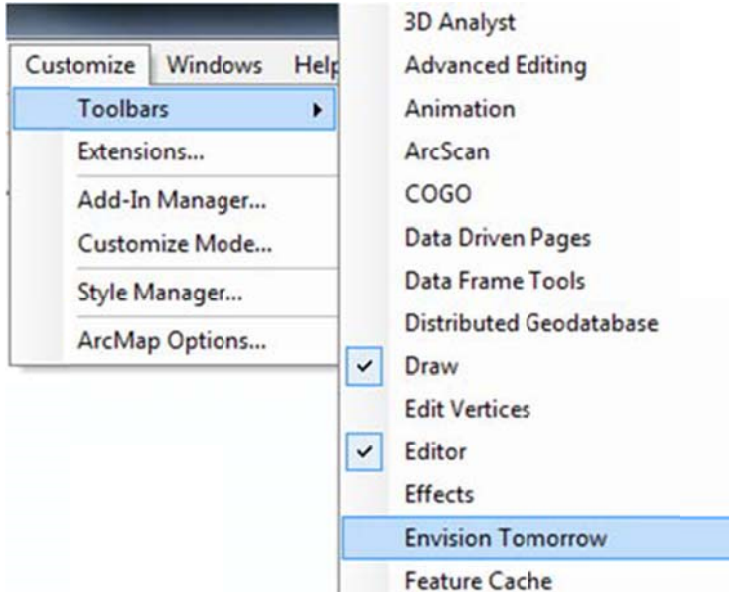 Customize Windows Help
Toolbars
Extensions...
Add-In Manager...
Customize Mode...
Style Manager...
ArcMap Options...
3D Analyst
Advanced Editing
Animation
ArcScan
COGO
Data Driven Pages
Data Frame Tools
Distributed Geodatabase
Draw
Edit Vertices
Editor
Effects
Envision Tomorrow
Feature Cache